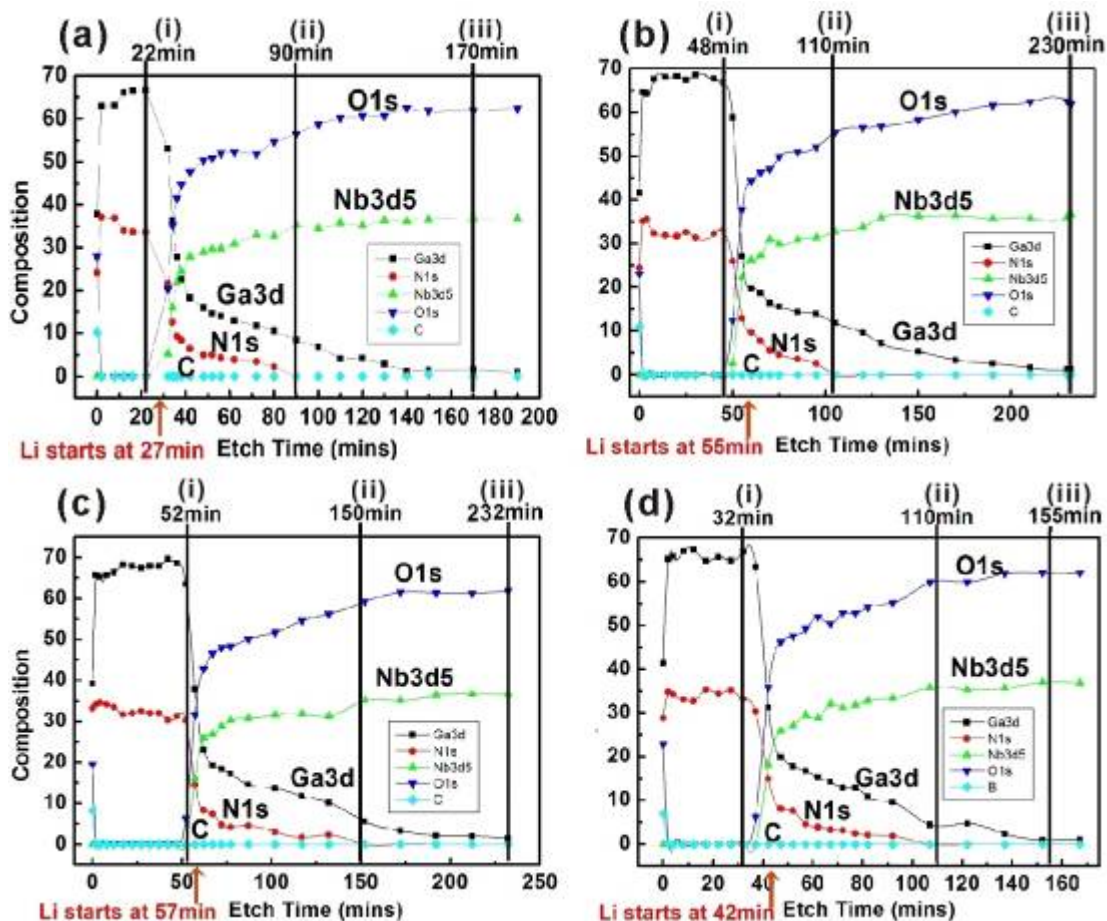 (a)
(i)
22min
(ii)
90min
(iii)
170min
70
60
50
40
30
20
10
0
Composition
O1s
Nb3d5
Ga3d
N1s
C
Ga3d
N1s
Nb3d5
O1s
C
0 20 40 60 80 100 120 140 160 180 200
Li starts at 27min
Etch Time (mins)
(b)
(i)
48min
(ii)
110min
(iii)
230min
70
60
50
40
30
20
10
0
O1s
Nb3d5
Ga3d
N1s
C
Ga3d
N1s
Nb3d5
O1s
C
0 50 100 150 200
Li starts at 55min
Etch Time (mins)
(c)
(i)
52min
(ii)
150min
(iii)
232min
70
60
50
40
30
20
10
0
Composition
O1s
Nb3d5
Ga3d
N1s
C
Ga3d
N1s
Nb3d5
O1s
C
0 50 100 150 200 250
Li starts at 57min
Etch Time (mins)
(d)
(i)
32min
(ii)
110min
(iii)
155min
70
60
50
40
30
20
10
0
O1s
Nb3d5
Ga3d
N1s
C
Ga3d
N1s
Nb3d5
O1s
B
0 20 40 60 80 100 120 140 160
Li starts at 42min
Etch Time (mins)